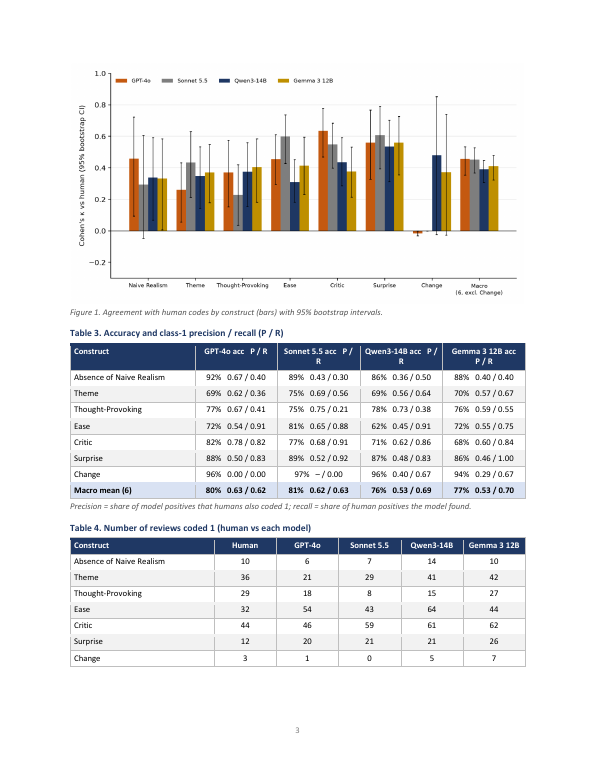 1.0
0.8
0.6
0.4
0.2
0.0
−0.2
Cohen's κ vs human (95% bootstrap CI)
GPT-4o Sonnet 5.5 Qwen3-14B Gemma 3 12B
Naive Realism Theme Thought-Provoking Ease Critic Surprise Change Macro
(6, excl. Change)
Figure 1. Agreement with human codes by construct (bars) with 95% bootstrap intervals.
Table 3. Accuracy and class-1 precision / recall (P / R)
Construct GPT-4o acc P / R Sonnet 5.5 acc P / R Qwen3-14B acc P / R Gemma 3 12B acc P / R
Absence of Naive Realism 92% 0.67 / 0.40 89% 0.43 / 0.30 86% 0.36 / 0.50 88% 0.40 / 0.40
Theme 69% 0.62 / 0.36 75% 0.69 / 0.56 69% 0.56 / 0.64 70% 0.57 / 0.67
Thought-Provoking 77% 0.67 / 0.41 75% 0.75 / 0.21 78% 0.73 / 0.38 76% 0.59 / 0.55
Ease 72% 0.54 / 0.91 81% 0.65 / 0.88 62% 0.45 / 0.91 72% 0.55 / 0.75
Critic 82% 0.78 / 0.82 77% 0.68 / 0.91 71% 0.62 / 0.86 68% 0.60 / 0.84
Surprise 88% 0.50 / 0.83 89% 0.52 / 0.92 87% 0.48 / 0.83 86% 0.46 / 1.00
Change 96% 0.00 / 0.00 97% – / 0.00 96% 0.40 / 0.67 94% 0.29 / 0.67
Macro mean (6) 80% 0.63 / 0.62 81% 0.62 / 0.63 76% 0.53 / 0.69 77% 0.53 / 0.70
Precision = share of model positives that humans also coded 1; recall = share of human positives the model found.
Table 4. Number of reviews coded 1 (human vs each model)
Construct Human GPT-4o Sonnet 5.5 Qwen3-14B Gemma 3 12B
Absence of Naive Realism 10 6 7 14 10
Theme 36 21 29 41 42
Thought-Provoking 29 18 8 15 27
Ease 32 54 43 64 44
Critic 44 46 59 61 62
Surprise 12 20 21 21 26
Change 3 1 0 5 7
3